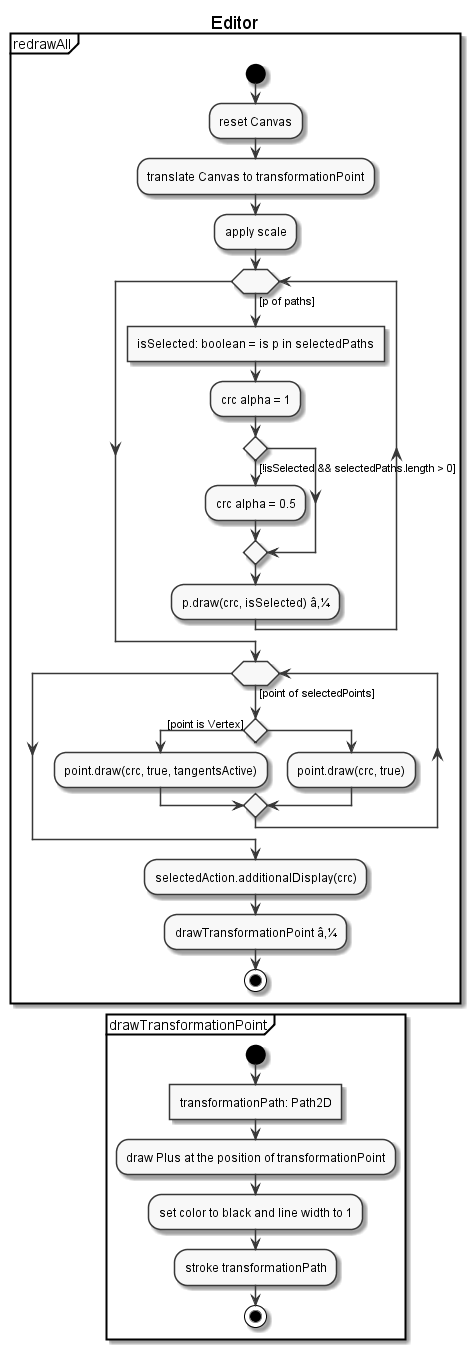 Editor
redrawAll
reset Canvas
translate Canvas to transformationPoint
apply scale
[p of paths]
isSelected: boolean = is p in selectedPaths
crc alpha = 1
[!isSelected && selectedPaths.length > 0]
crc alpha = 0.5
p.draw(crc, isSelected) â‚¼
[point of selectedPoints]
[point is Vertex]
point.draw(crc, true, tangentsActive)
point.draw(crc, true)
selectedAction.additionalDisplay(crc)
drawTransformationPoint â‚¼
drawTransformationPoint
transformationPath: Path2D
draw Plus at the position of transformationPoint
set color to black and line width to 1
stroke transformationPath